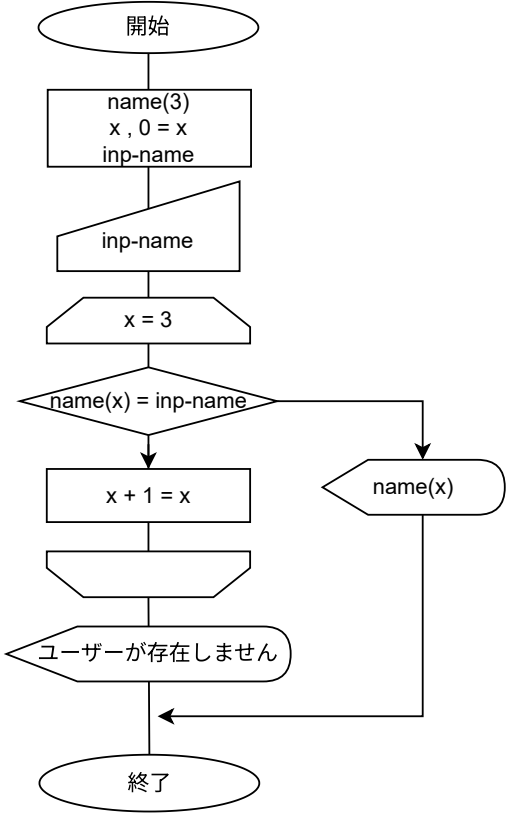 開始
name(3)
x , 0 = x
inp-name
inp-name
x = 3
name(x) = inp-name
x + 1 = x
name(x)
ユーザーが存在しません
終了